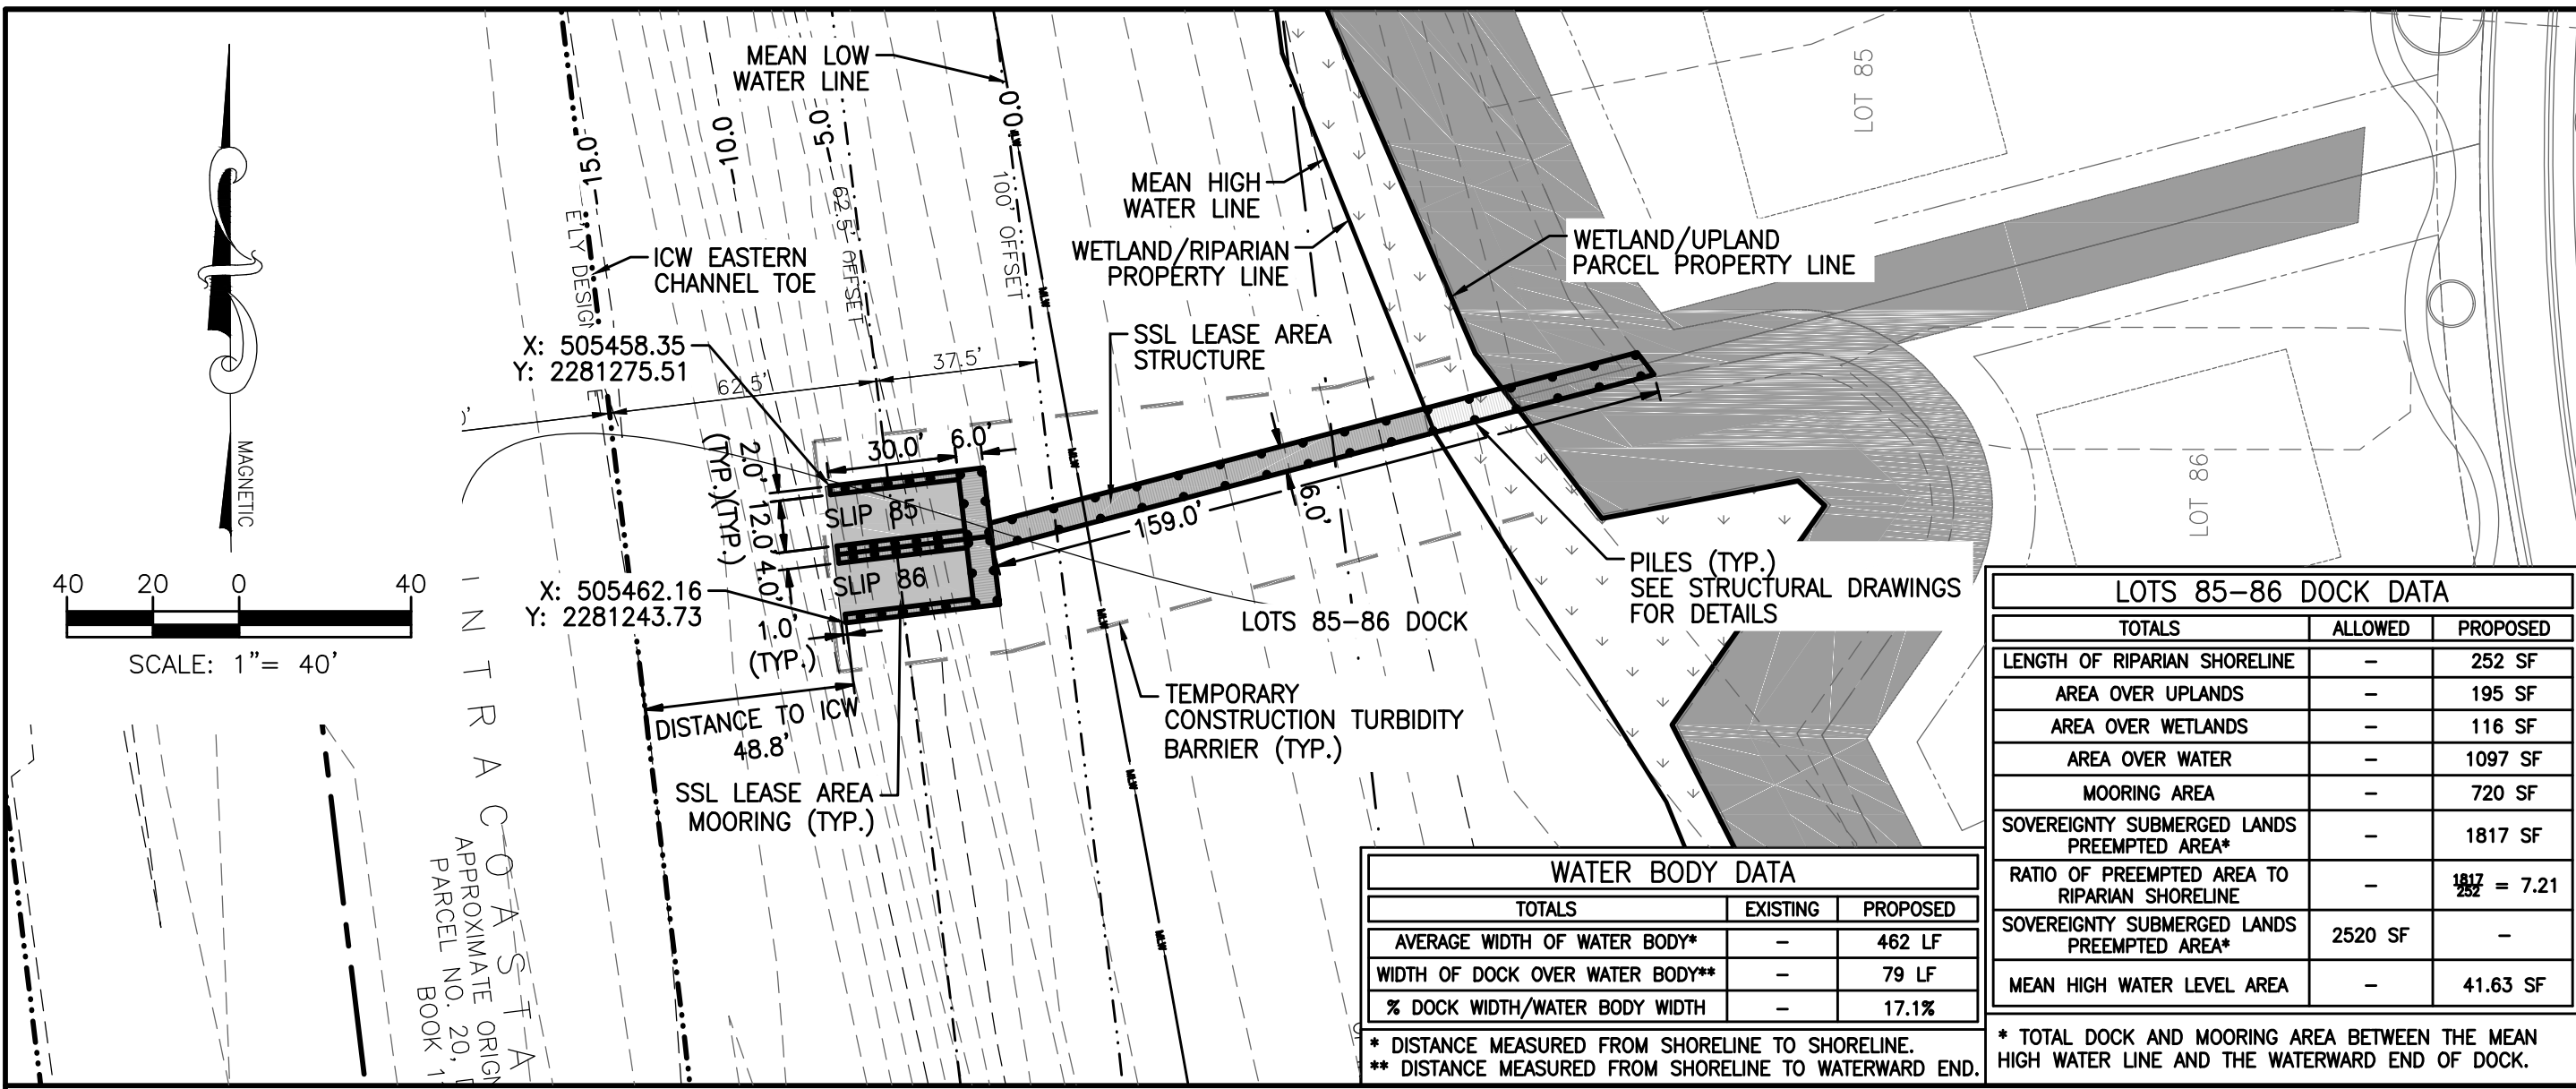 MEAN LOW
WATER LINE
0.0
15.0
10.0
5.0
62.5' OFFSET
100' OFFSET
E'LY DESIGN
MEAN HIGH
WATER LINE
WETLAND/RIPARIAN
PROPERTY LINE
WETLAND/UPLAND
PARCEL PROPERTY LINE
LOT 85
ICW EASTERN
CHANNEL TOE
X: 505458.35
Y: 2281275.51
62.5'
37.5'
SSL LEASE AREA
STRUCTURE
MAGNETIC
2.0'
(TYP.)
12.0'
(TYP.)
4.0'
30.0'
6.0'
SLIP 85
SLIP 86
159.0'
6.0'
LOT 86
X: 505462.16
Y: 2281243.73
1.0'
(TYP.)
PILES (TYP.)
SEE STRUCTURAL DRAWINGS
FOR DETAILS
LOTS 85-86 DOCK
40 20 0 40
SCALE: 1"= 40'
DISTANCE TO ICW
48.8'
SSL LEASE AREA
MOORING (TYP.)
TEMPORARY
CONSTRUCTION TURBIDITY
BARRIER (TYP.)
MLW
MLW
MLW
MLW
MLW
MLW
INTRACOASTA
APPROXIMATE ORIGN
PARCEL NO. 20,
BOOK 1
LOTS 85-86 DOCK DATA
TOTALS ALLOWED PROPOSED
LENGTH OF RIPARIAN SHORELINE - 252 SF
AREA OVER UPLANDS - 195 SF
AREA OVER WETLANDS - 116 SF
AREA OVER WATER - 1097 SF
MOORING AREA - 720 SF
SOVEREIGNTY SUBMERGED LANDS
PREEMPTED AREA* - 1817 SF
RATIO OF PREEMPTED AREA TO
RIPARIAN SHORELINE - 1817/252 = 7.21
SOVEREIGNTY SUBMERGED LANDS
PREEMPTED AREA* 2520 SF -
MEAN HIGH WATER LEVEL AREA - 41.63 SF
* TOTAL DOCK AND MOORING AREA BETWEEN THE MEAN
HIGH WATER LINE AND THE WATERWARD END OF DOCK.
WATER BODY DATA
TOTALS EXISTING PROPOSED
AVERAGE WIDTH OF WATER BODY* - 462 LF
WIDTH OF DOCK OVER WATER BODY** - 79 LF
% DOCK WIDTH/WATER BODY WIDTH - 17.1%
* DISTANCE MEASURED FROM SHORELINE TO SHORELINE.
** DISTANCE MEASURED FROM SHORELINE TO WATERWARD END.